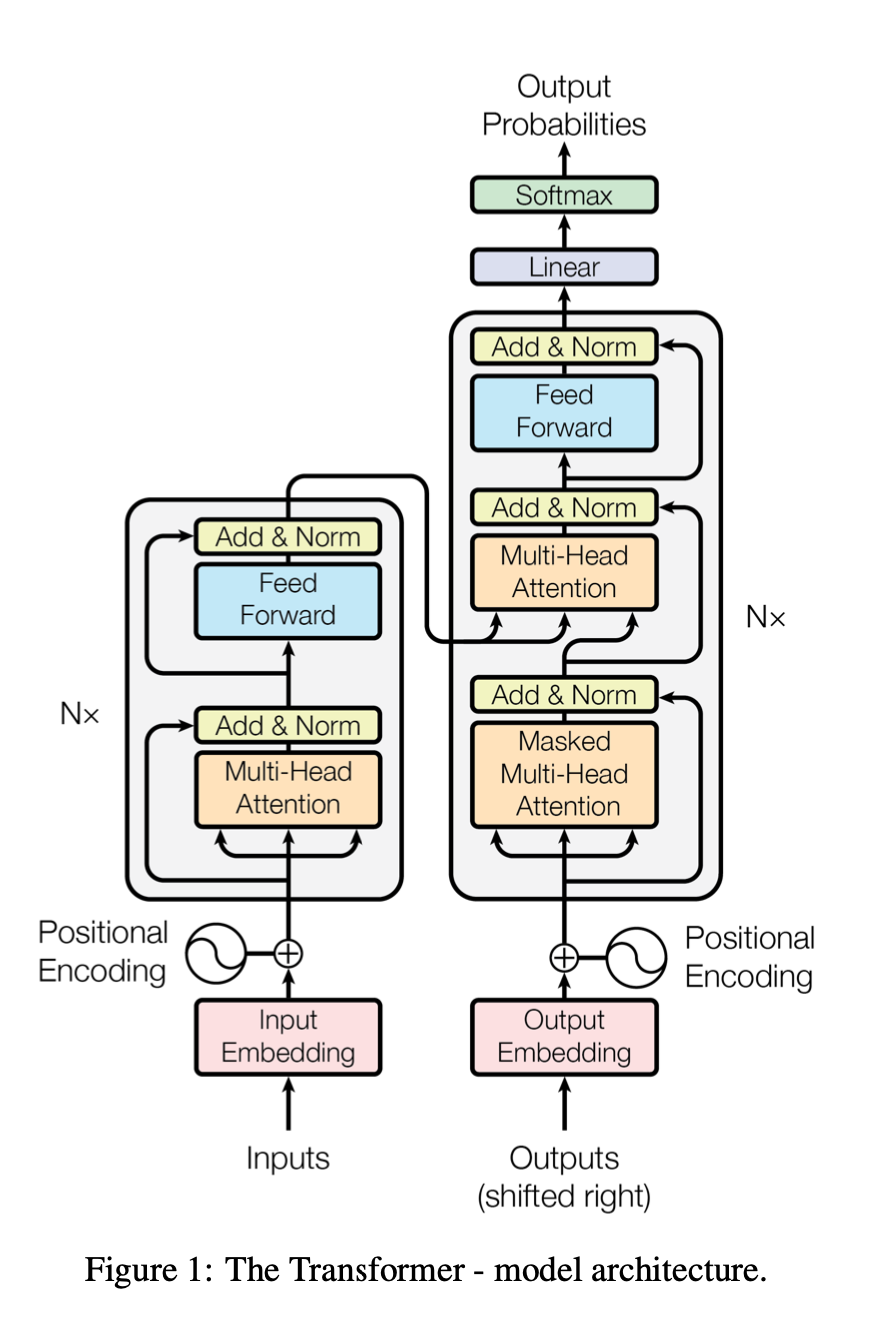 Output
Probabilities
Softmax
Linear
Add & Norm
Feed
Forward
Add & Norm
Multi-Head
Attention
N×
Add & Norm
Masked
Multi-Head
Attention
Add & Norm
Feed
Forward
N×
Add & Norm
Multi-Head
Attention
Positional
Encoding
Positional
Encoding
Input
Embedding
Output
Embedding
Inputs
Outputs
(shifted right)
Figure 1: The Transformer - model architecture.